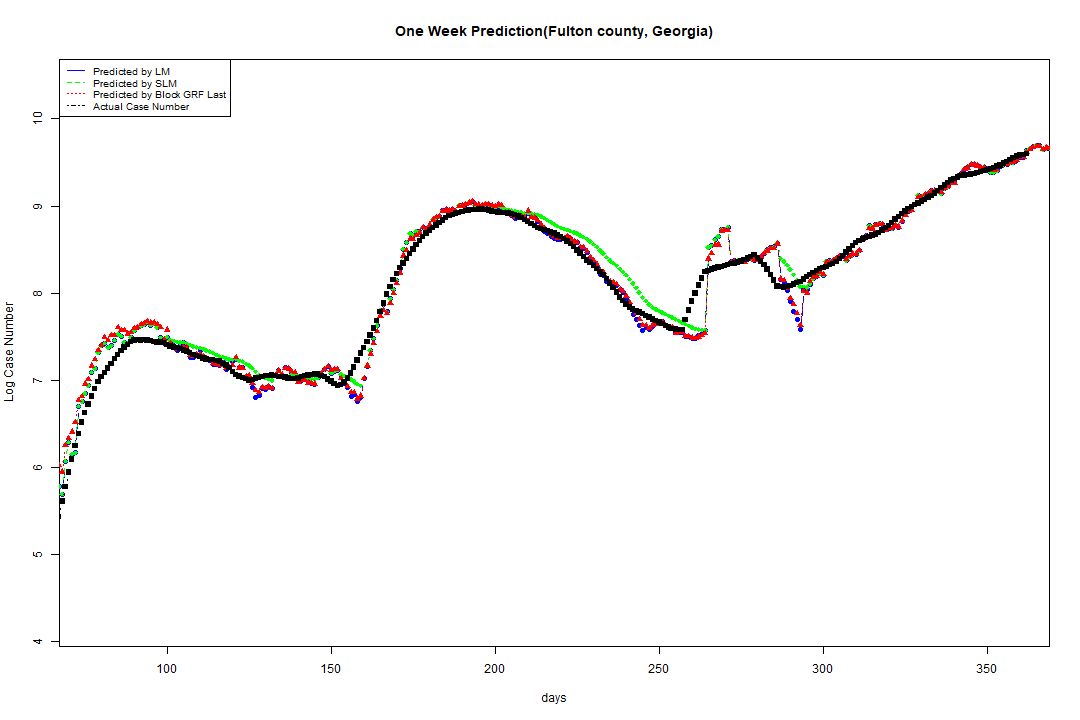 One Week Prediction(Fulton county, Georgia)
Predicted by LM
Predicted by SLM
Predicted by Block GRF Last
Actual Case Number
10
9
8
7
6
5
4
Log Case Number
100 150 200 250 300 350
days